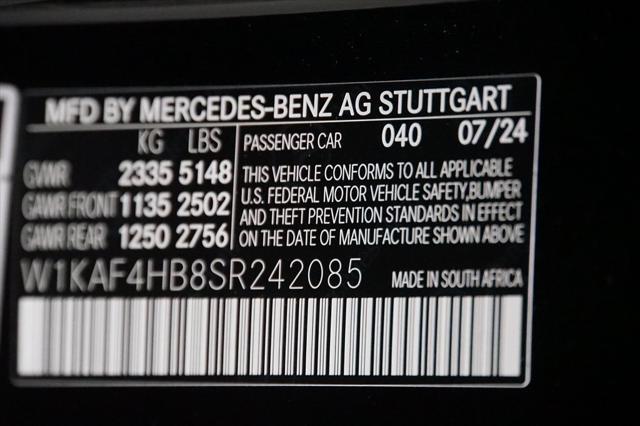 MFD BY MERCEDES-BENZ AG STUTTGART
KG LBS
GVWR 2335 5148
GAWR FRONT 1135 2502
GAWR REAR 1250 2756
PASSENGER CAR 040 07/24
THIS VEHICLE CONFORMS TO ALL APPLICABLE
U.S. FEDERAL MOTOR VEHICLE SAFETY,BUMPER
AND THEFT PREVENTION STANDARDS IN EFFECT
ON THE DATE OF MANUFACTURE SHOWN ABOVE
W1KAF4HB8SR242085 MADE IN SOUTH AFRICA